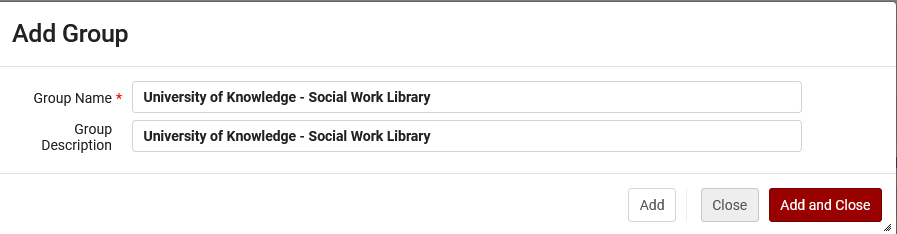 Add Group
Group Name * University of Knowledge - Social Work Library
Group
Description University of Knowledge - Social Work Library
Add Close Add and Close